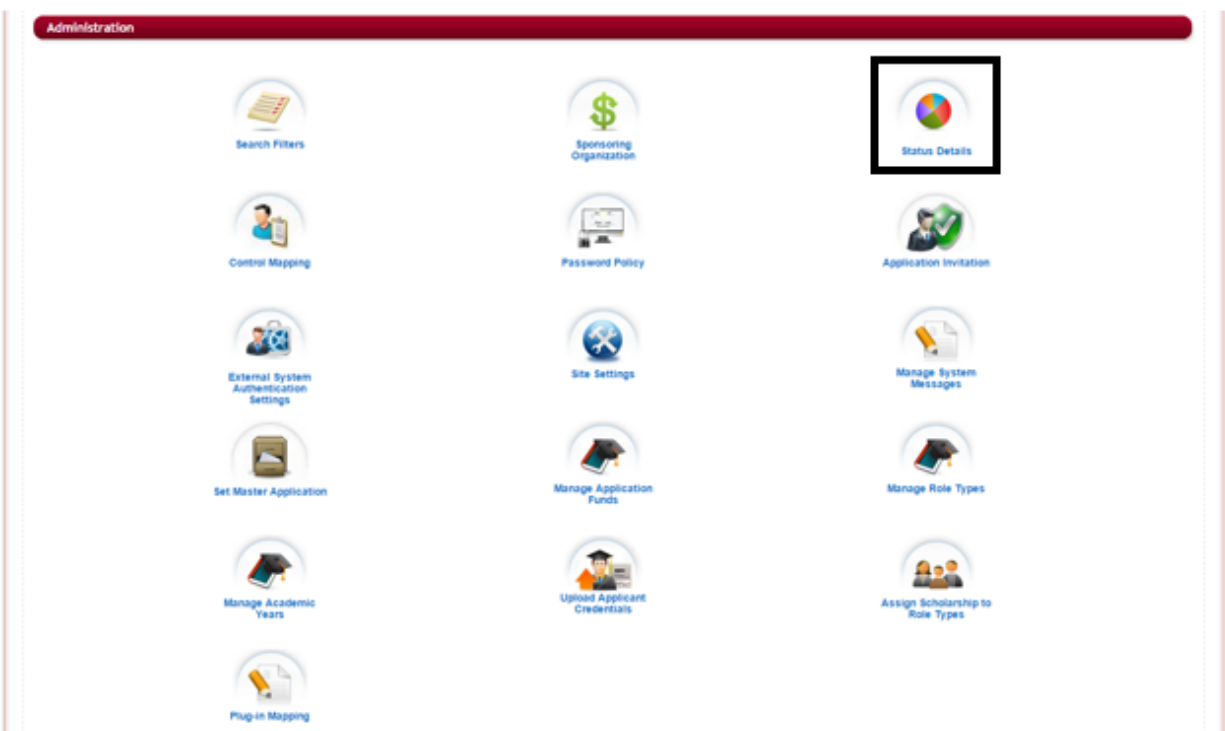 Administration
Search Filters
Sponsoring
Organization
Status Details
Control Mapping
Password Policy
Application Invitation
External System
Authentication
Settings
Site Settings
Manage System
Messages
Set Master Application
Manage Application
Funds
Manage Role Types
Manage Academic
Years
Upload Applicant
Credentials
Assign Scholarship to
Role Types
Plug-in Mapping